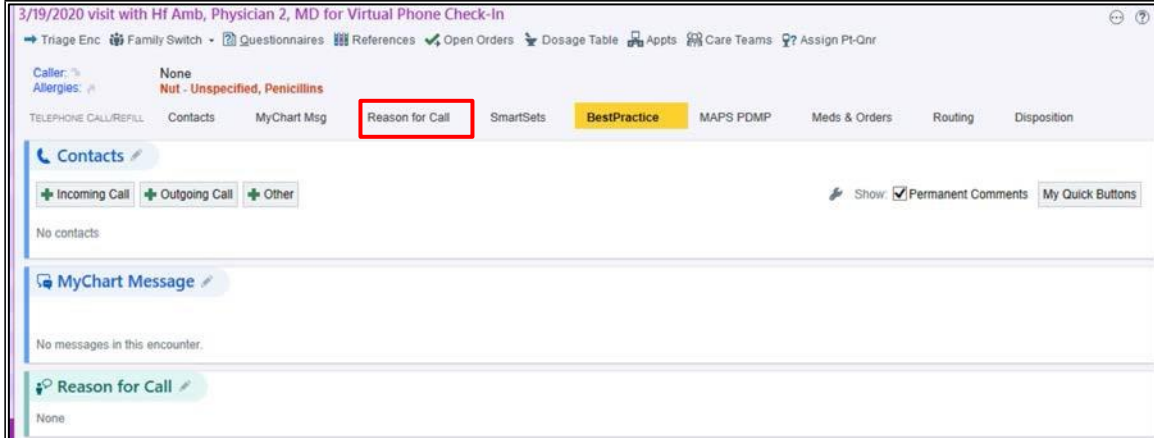 3/19/2020 visit with Hf Amb, Physician 2, MD for Virtual Phone Check-In
Triage Enc Family Switch Questionnaires References Open Orders Dosage Table Appts Care Teams Assign Pt-Qnr
Caller: None
Allergies: Nut - Unspecified, Penicillins
TELEPHONE CALL/REFILL Contacts MyChart Msg Reason for Call SmartSets BestPractice MAPS PDMP Meds & Orders Routing Disposition
Contacts
Incoming Call Outgoing Call Other Show: Permanent Comments My Quick Buttons
No contacts
MyChart Message
No messages in this encounter.
Reason for Call
None